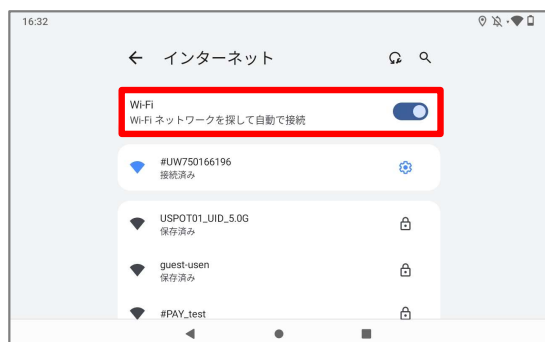 16:32
インターネット
Wi-Fi
Wi-Fi ネットワークを探して自動で接続
#UW750166196
接続済み
USPOT01_UID_5.0G
保存済み
guest-usen
保存済み
#PAY_test